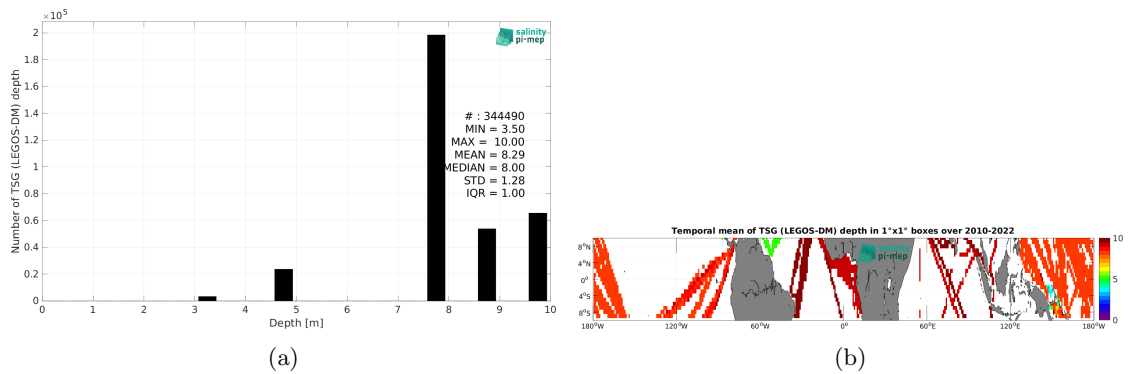 ×10^5
2
1.8
1.6
1.4
1.2
1
0.8
0.6
0.4
0.2
0
Number of TSG (LEGOS-DM) depth
salinity
pi-mep
# : 344490
MIN = 3.50
MAX = 10.00
MEAN = 8.29
MEDIAN = 8.00
STD = 1.28
IQR = 1.00
0 1 2 3 4 5 6 7 8 9 10
Depth [m]
(a)
Temporal mean of TSG (LEGOS-DM) depth in 1°x1° boxes over 2010-2022
salinity
pi-mep
8°N
4°N
0°
4°S
8°S
180°W 120°W 60°W 0° 60°E 120°E 180°W
10
5
0
(b)